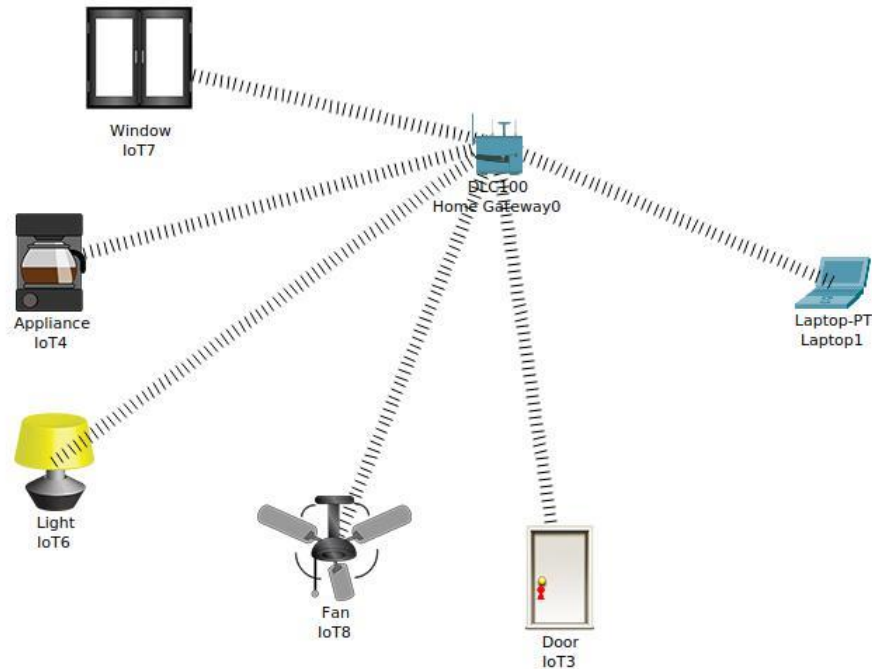 Window
IoT7
DLC100
Home Gateway0
Appliance
IoT4
Laptop-PT
Laptop1
Light
IoT6
Fan
IoT8
Door
IoT3